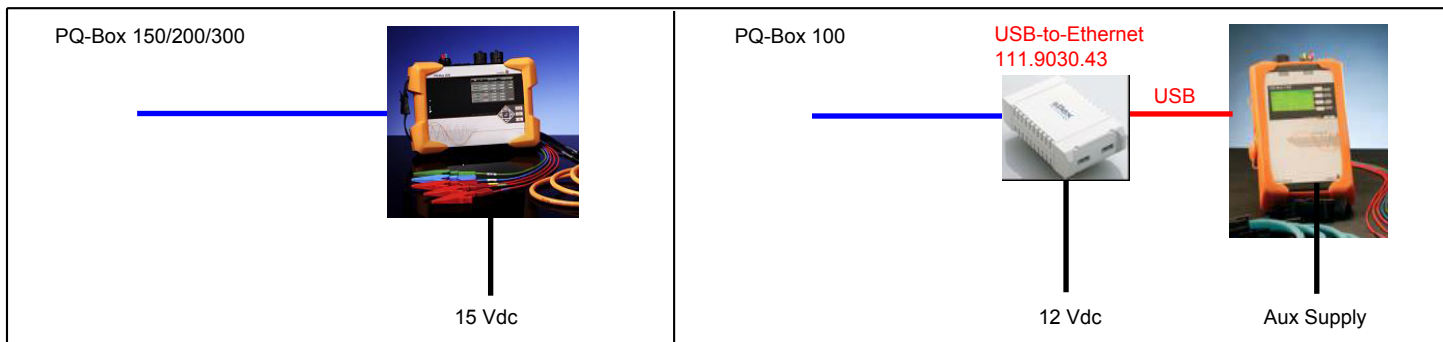 PQ-Box 150/200/300
15 Vdc
PQ-Box 100
USB-to-Ethernet
111.9030.43
USB
12 Vdc
Aux Supply